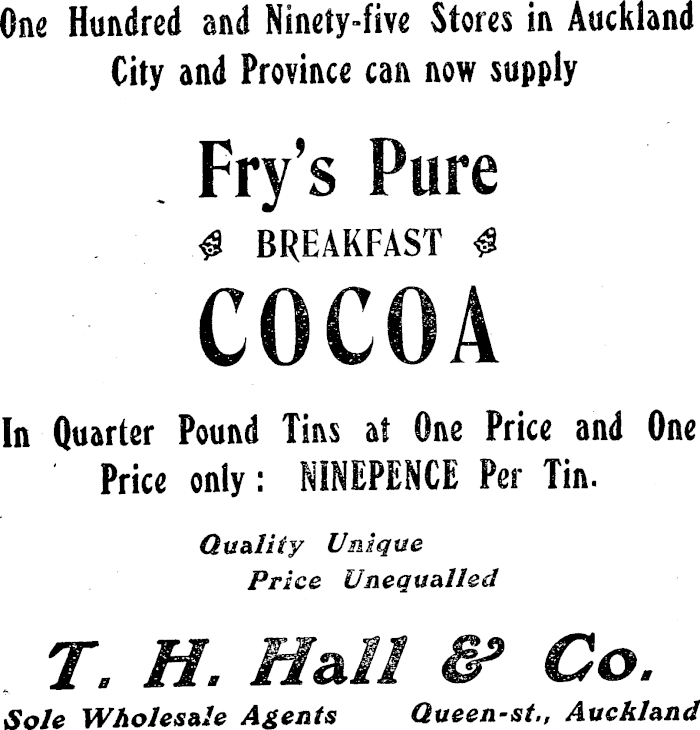 One Hundred and Ninety-five Stores in Auckland
City and Province can now supply
Fry's Pure
BREAKFAST
COCOA
In Quarter Pound Tins at One Price and One
Price only : NINEPENCE Per Tin.
Quality Unique
Price Unequalled
T. H. Hall & Co.
Sole Wholesale Agents Queen-st., Auckland